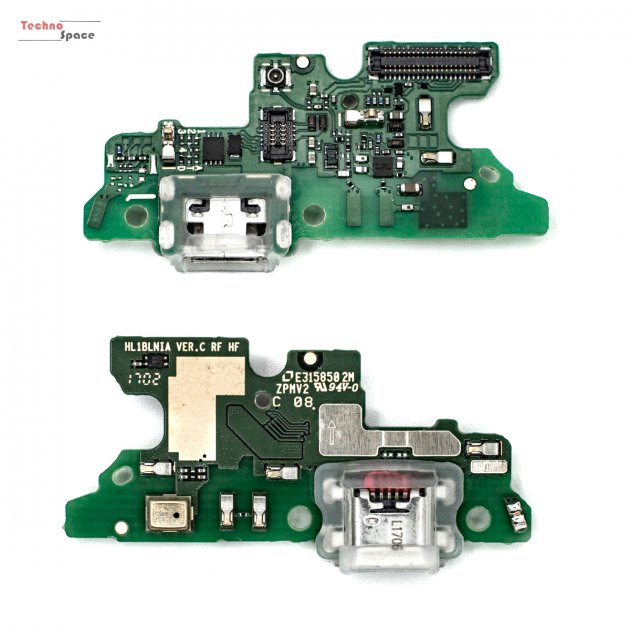 Techno
Space
HL1BLNIA VER.C RF HF
1702
E315850 2M
ZPMV2 94V-0
C 08
L1706